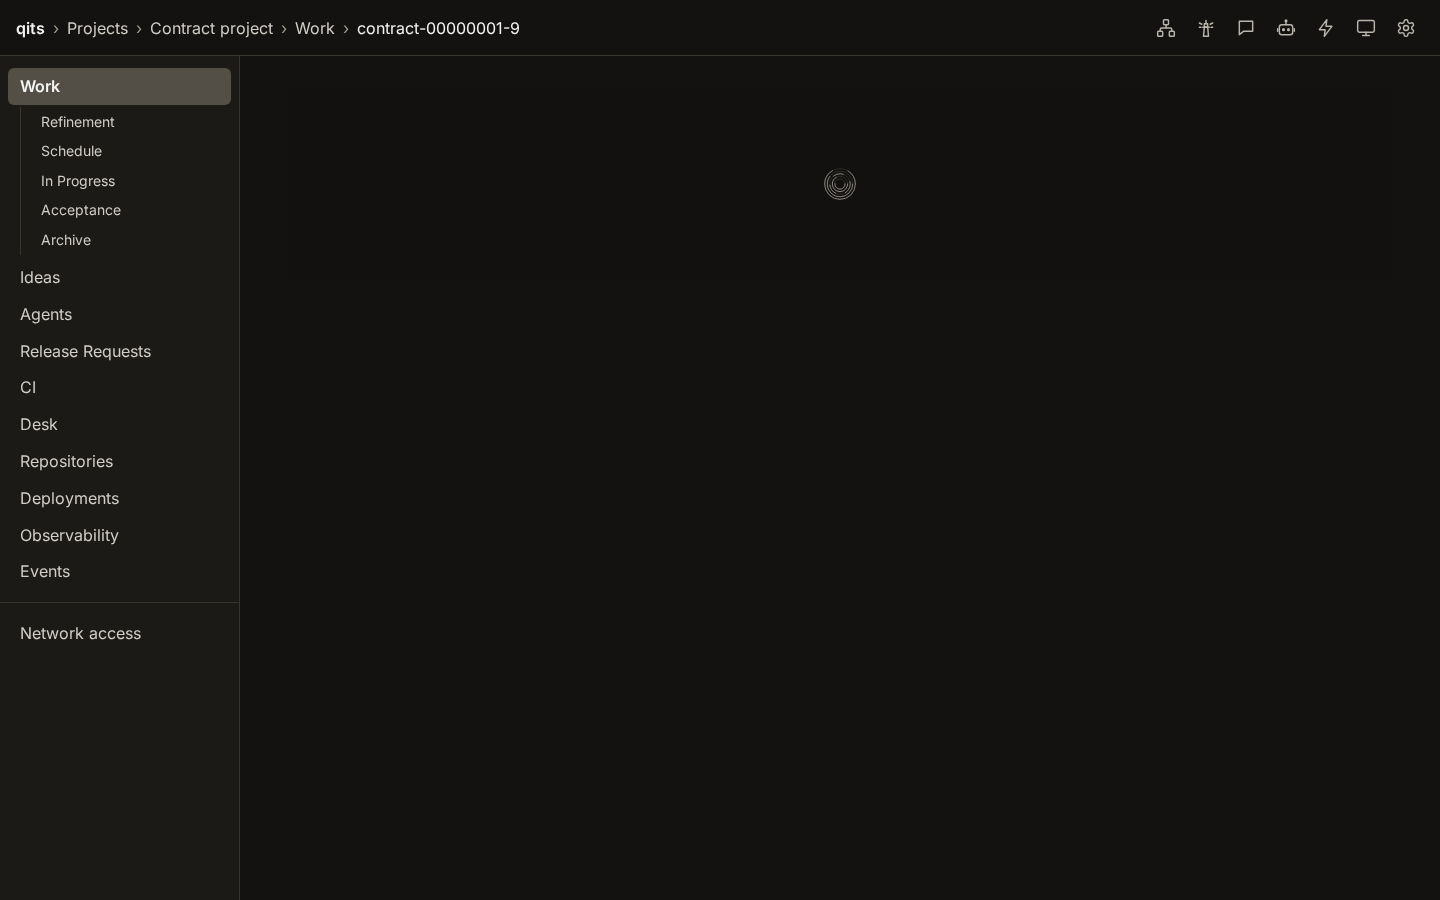 qits › Projects › Contract project › Work › contract-00000001-9
Work
Refinement
Schedule
In Progress
Acceptance
Archive
Ideas
Agents
Release Requests
CI
Desk
Repositories
Deployments
Observability
Events
Network access